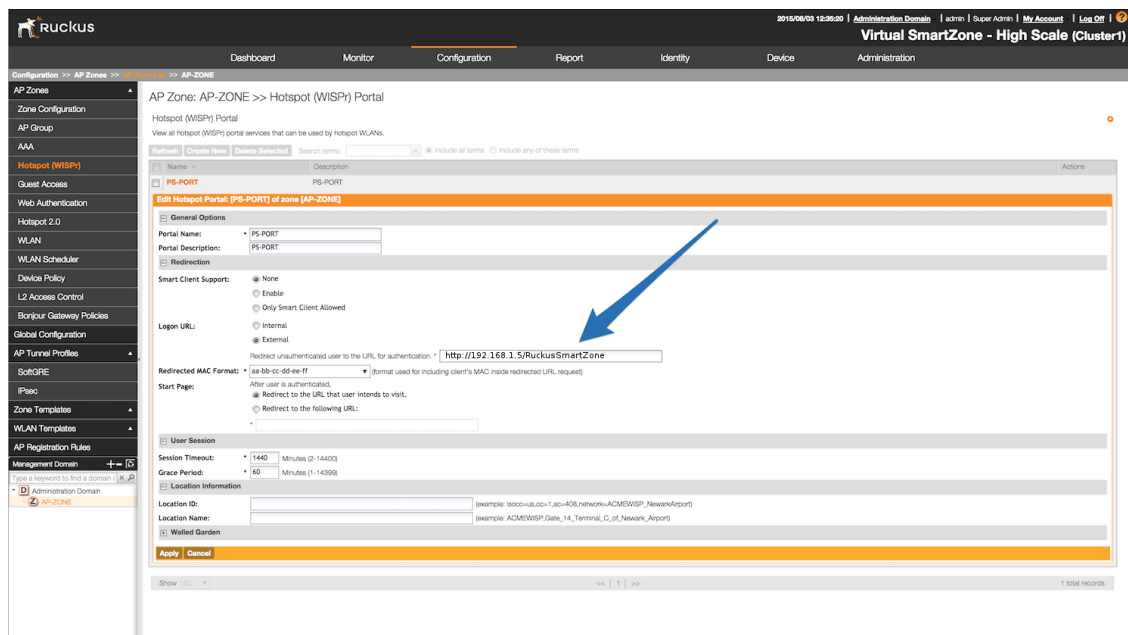 RUCKUS
2015/08/03 12:35:20 | Administration Domain | admin | Super Admin | My Account | Log Off | ?
Virtual SmartZone - High Scale (Cluster1)
Dashboard Monitor Configuration Report Identity Device Administration
Configuration >> AP Zones >> >> AP-ZONE
AP Zones
Zone Configuration
AP Group
AAA
Hotspot (WISPr)
Guest Access
Web Authentication
Hotspot 2.0
WLAN
WLAN Scheduler
Device Policy
L2 Access Control
Bonjour Gateway Policies
Global Configuration
AP Tunnel Profiles
SoftGRE
IPsec
Zone Templates
WLAN Templates
AP Registration Rules
Management Domain
Type a keyword to find a domain
D Administration Domain
Z AP-ZONE
AP Zone: AP-ZONE >> Hotspot (WISPr) Portal
Hotspot (WISPr) Portal
View all hotspot (WISPr) portal services that can be used by hotspot WLANs.
Refresh Create New Delete Selected Search terms: x Include all terms Include any of these terms
Name Description Actions
PS-PORT PS-PORT
Edit Hotspot Portal: [PS-PORT] of zone [AP-ZONE]
General Options
Portal Name: * PS-PORT
Portal Description: PS-PORT
Redirection
Smart Client Support: None
Enable
Only Smart Client Allowed
Logon URL: Internal
External
Redirect unauthenticated user to the URL for authentication. * http://192.168.1.5/RuckusSmartZone
Redirected MAC Format: * aa-bb-cc-dd-ee-ff (format used for including client's MAC inside redirected URL request)
Start Page: After user is authenticated,
Redirect to the URL that user intends to visit.
Redirect to the following URL:
*
User Session
Session Timeout: * 1440 Minutes (2-14400)
Grace Period: * 60 Minutes (1-14399)
Location Information
Location ID: (example: isocc=us,cc=1,ac=408,network=ACMEWISP_NewarkAirport)
Location Name: (example: ACMEWISP,Gate_14_Terminal_C_of_Newark_Airport)
Walled Garden
Apply Cancel
Show 20 << | 1 | >> 1 total records